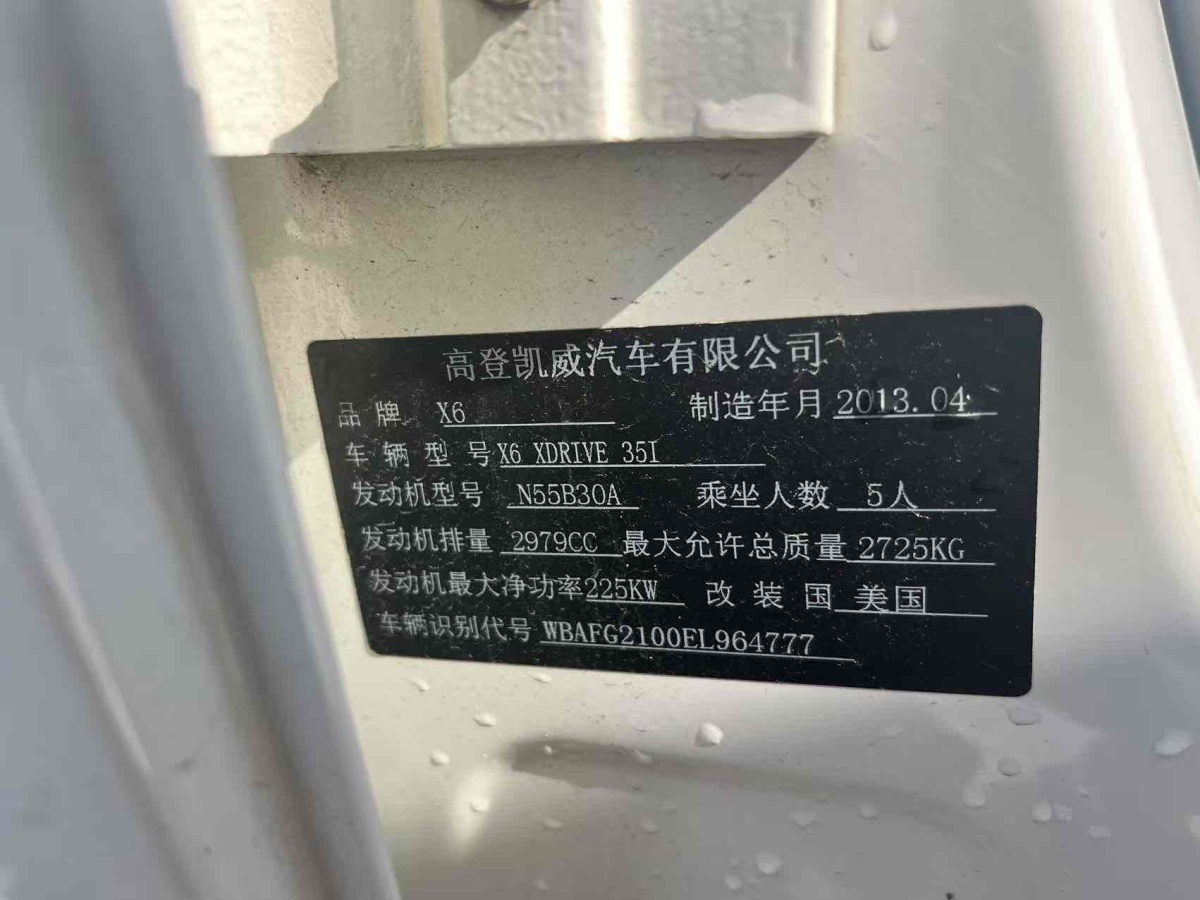 高登凯威汽车有限公司
品牌 X6 制造年月 2013.04
车辆型号 X6 XDRIVE 35I
发动机型号 N55B30A 乘坐人数 5人
发动机排量 2979CC 最大允许总质量 2725KG
发动机最大净功率 225KW 改装国 美国
车辆识别代号 WBAFG2100EL964777